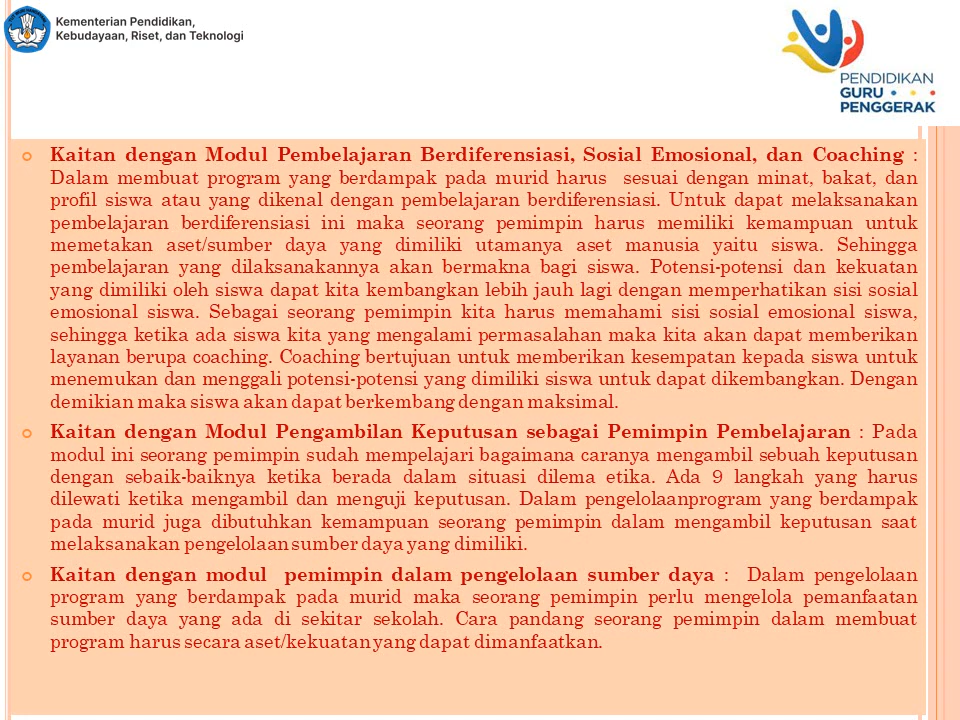 Kementerian Pendidikan,
Kebudayaan, Riset, dan Teknologi
PENDIDIKAN
GURU
PENGGERAK
Kaitan dengan Modul Pembelajaran Berdiferensiasi, Sosial Emosional, dan Coaching :
Dalam membuat program yang berdampak pada murid harus sesuai dengan minat, bakat, dan
profil siswa atau yang dikenal dengan pembelajaran berdiferensiasi. Untuk dapat melaksanakan
pembelajaran berdiferensiasi ini maka seorang pemimpin harus memiliki kemampuan untuk
memetakan aset/sumber daya yang dimiliki utamanya aset manusia yaitu siswa. Sehingga
pembelajaran yang dilaksanakannya akan bermakna bagi siswa. Potensi-potensi dan kekuatan
yang dimiliki oleh siswa dapat kita kembangkan lebih jauh lagi dengan memperhatikan sisi sosial
emosional siswa. Sebagai seorang pemimpin kita harus memahami sisi sosial emosional siswa,
sehingga ketika ada siswa kita yang mengalami permasalahan maka kita akan dapat memberikan
layanan berupa coaching. Coaching bertujuan untuk memberikan kesempatan kepada siswa untuk
menemukan dan menggali potensi-potensi yang dimiliki siswa untuk dapat dikembangkan. Dengan
demikian maka siswa akan dapat berkembang dengan maksimal.
Kaitan dengan Modul Pengambilan Keputusan sebagai Pemimpin Pembelajaran : Pada
modul ini seorang pemimpin sudah mempelajari bagaimana caranya mengambil sebuah keputusan
dengan sebaik-baiknya ketika berada dalam situasi dilema etika. Ada 9 langkah yang harus
dilewati ketika mengambil dan menguji keputusan. Dalam pengelolaanprogram yang berdampak
pada murid juga dibutuhkan kemampuan seorang pemimpin dalam mengambil keputusan saat
melaksanakan pengelolaan sumber daya yang dimiliki.
Kaitan dengan modul pemimpin dalam pengelolaan sumber daya : Dalam pengelolaan
program yang berdampak pada murid maka seorang pemimpin perlu mengelola pemanfaatan
sumber daya yang ada di sekitar sekolah. Cara pandang seorang pemimpin dalam membuat
program harus secara aset/kekuatan yang dapat dimanfaatkan.